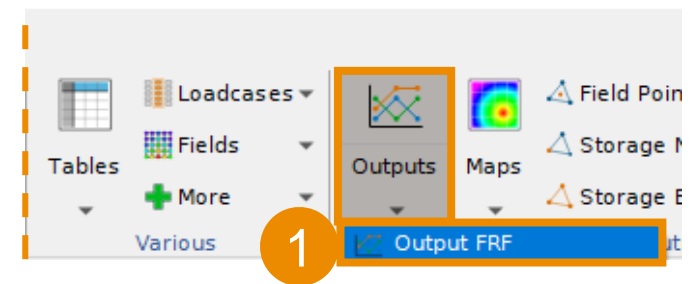 Tables
Loadcases
Fields
More
Various
Outputs
Maps
Field Poin
Storage
Storage
1
Output FRF